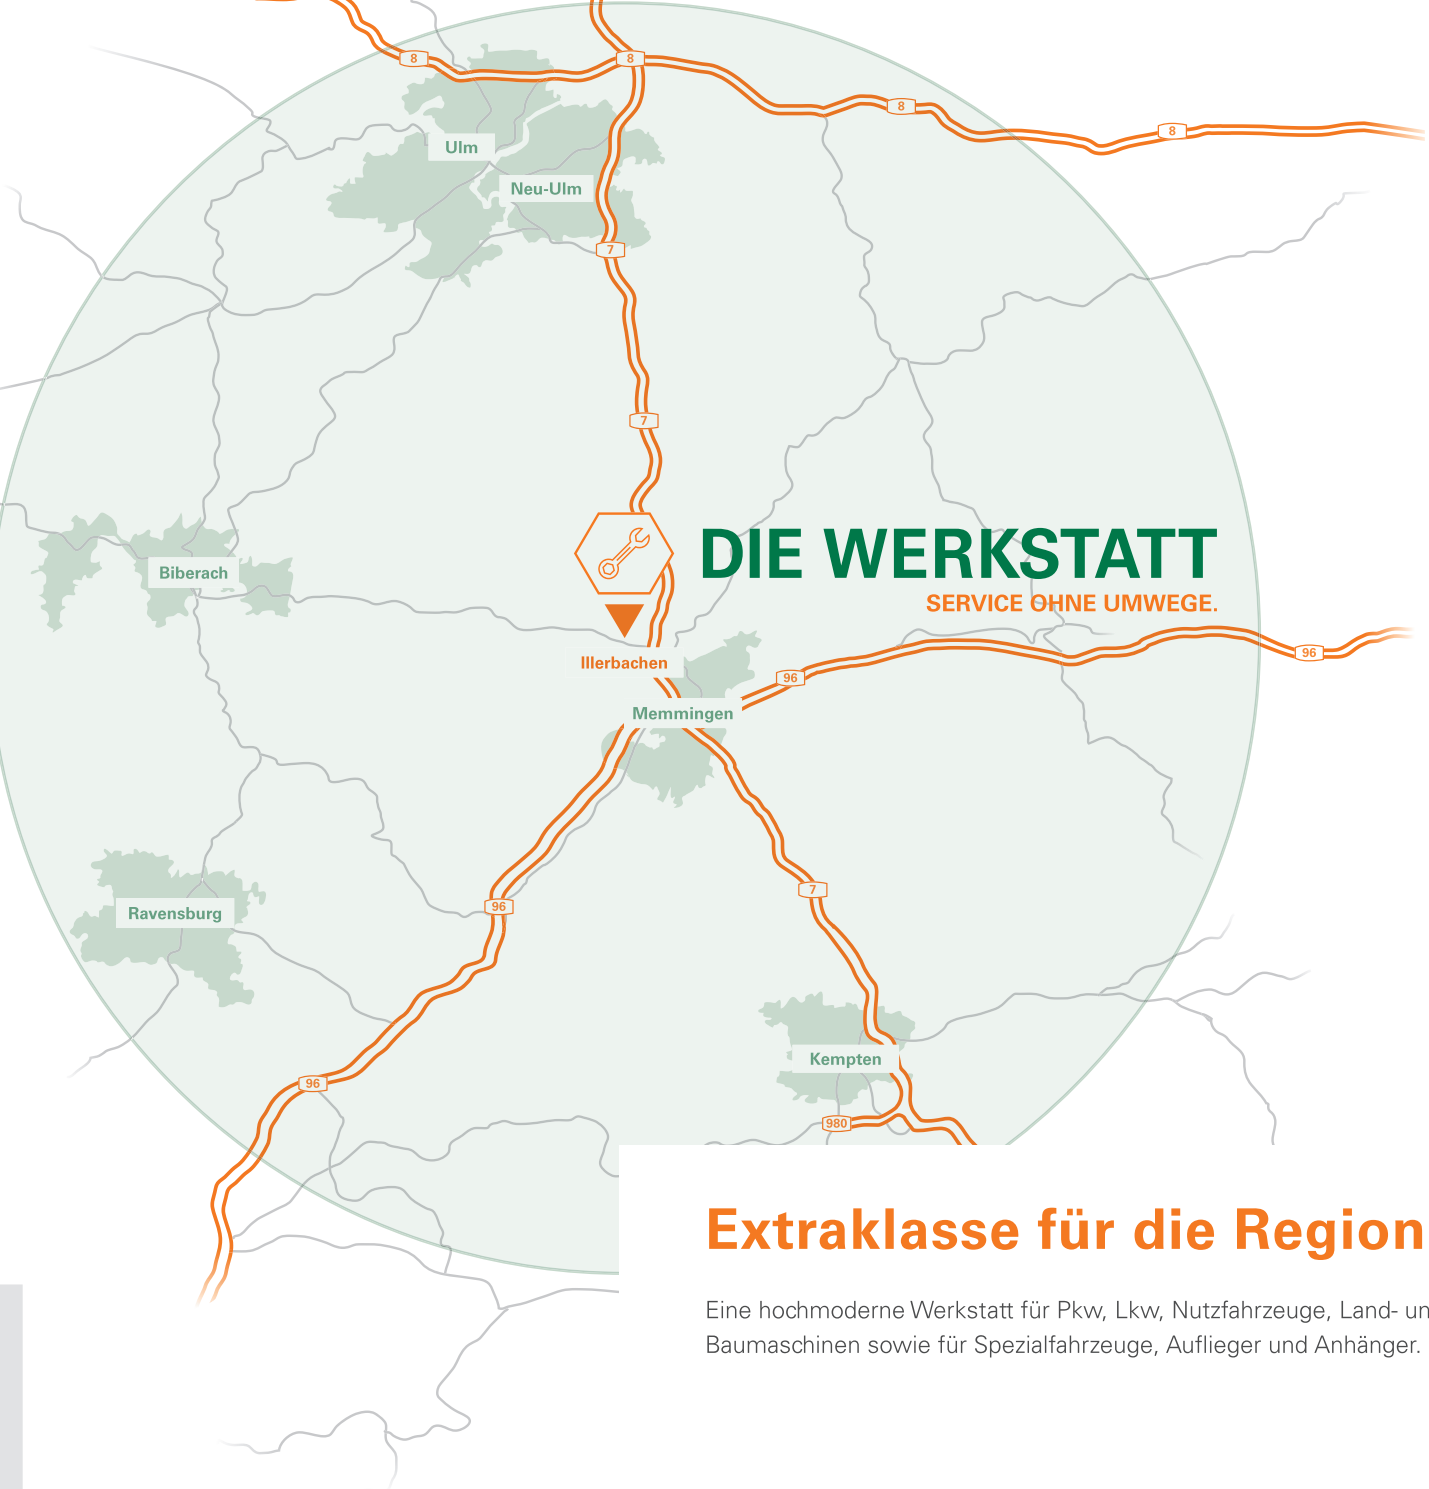 8
8
8
8
Ulm
Neu-Ulm
7
7
DIE WERKSTATT
SERVICE OHNE UMWEGE.
Biberach
Illerbachen
96
96
Memmingen
7
96
Ravensburg
Kempten
96
980
Extraklasse für die Region
Eine hochmoderne Werkstatt für Pkw, Lkw, Nutzfahrzeuge, Land- un
Baumaschinen sowie für Spezialfahrzeuge, Auflieger und Anhänger.